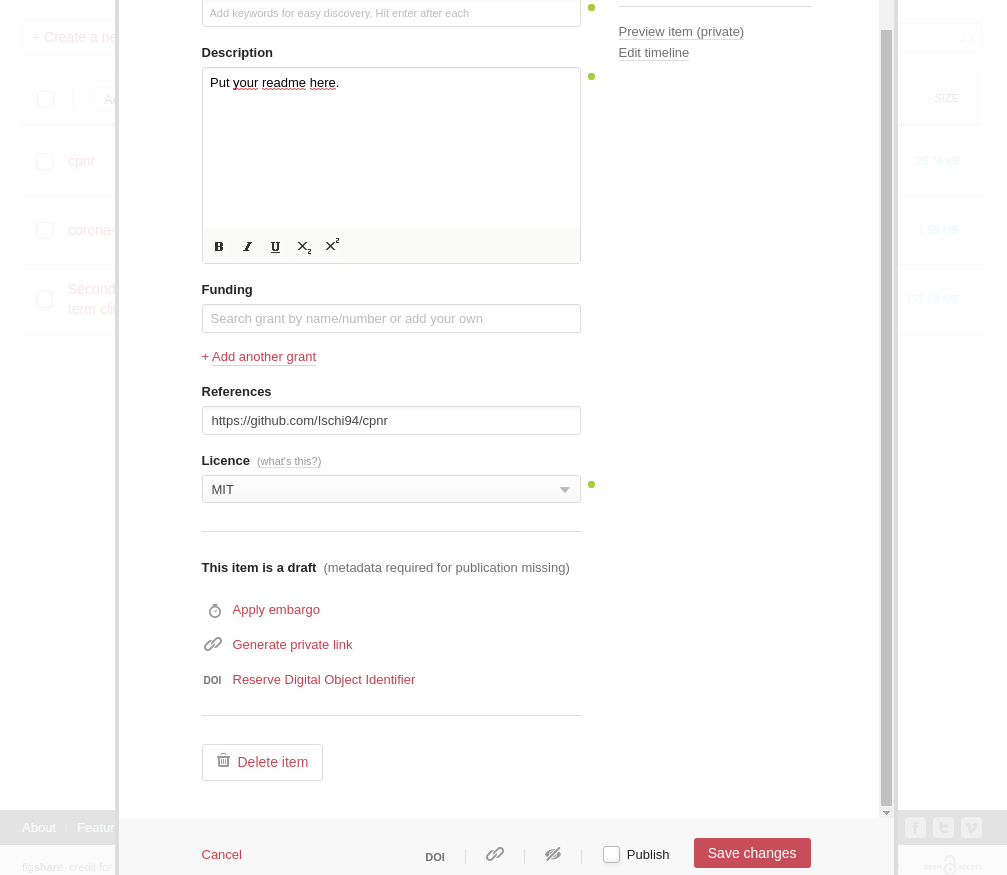 Add keywords for easy discovery. Hit enter after each
Preview item (private)
Edit timeline
+ Create a ne
Description
Put your readme here.
SIZE
cpnr
25.78 kB
corona-
1.59 MB
B I U X2 X2
Second
term cli
151.69 MB
Funding
Search grant by name/number or add your own
+ Add another grant
References
https://github.com/Ischi94/cpnr
Licence (what's this?)
MIT
This item is a draft (metadata required for publication missing)
Apply embargo
Generate private link
DOI Reserve Digital Object Identifier
Delete item
About Featur
f t v
Cancel
DOI
Publish
Save changes
figshare. credit for